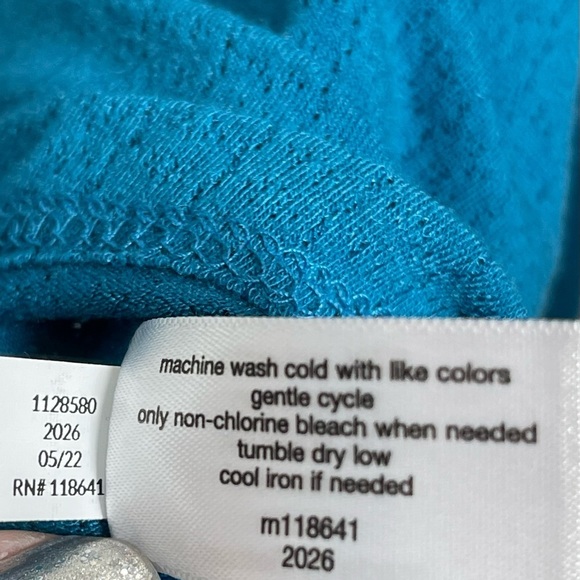 1128580
2026
05/22
RN# 118641
machine wash cold with like colors
gentle cycle
only non-chlorine bleach when needed
tumble dry low
cool iron if needed
m118641
2026